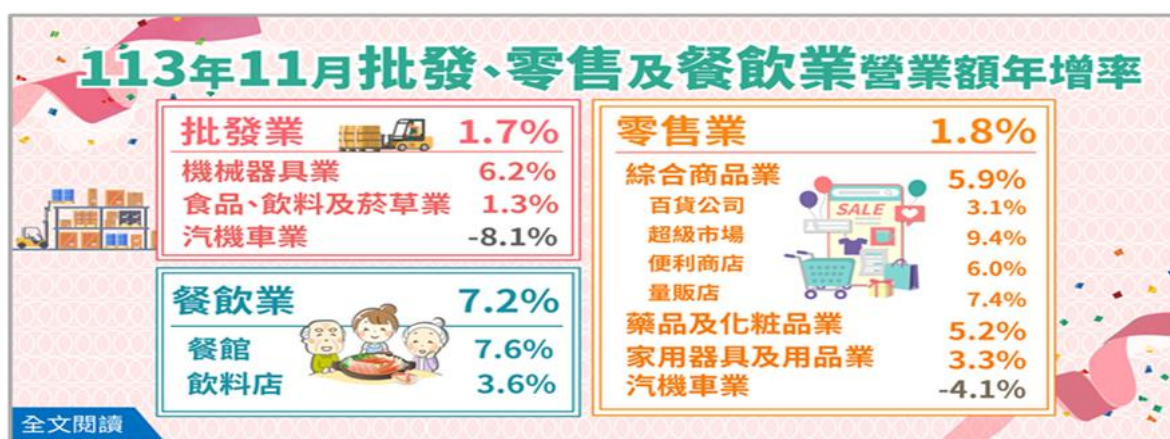 113年11月批發、零售及餐飲業營業額年增率
批發業 1.7%
機械器具業 6.2%
食品、飲料及菸草業 1.3%
汽機車業 -8.1%
餐飲業 7.2%
餐館 7.6%
飲料店 3.6%
零售業 1.8%
綜合商品業 5.9%
百貨公司 3.1%
超級市場 9.4%
便利商店 6.0%
量販店 7.4%
藥品及化粧品業 5.2%
家用器具及用品業 3.3%
汽機車業 -4.1%
SALE
全文閱讀